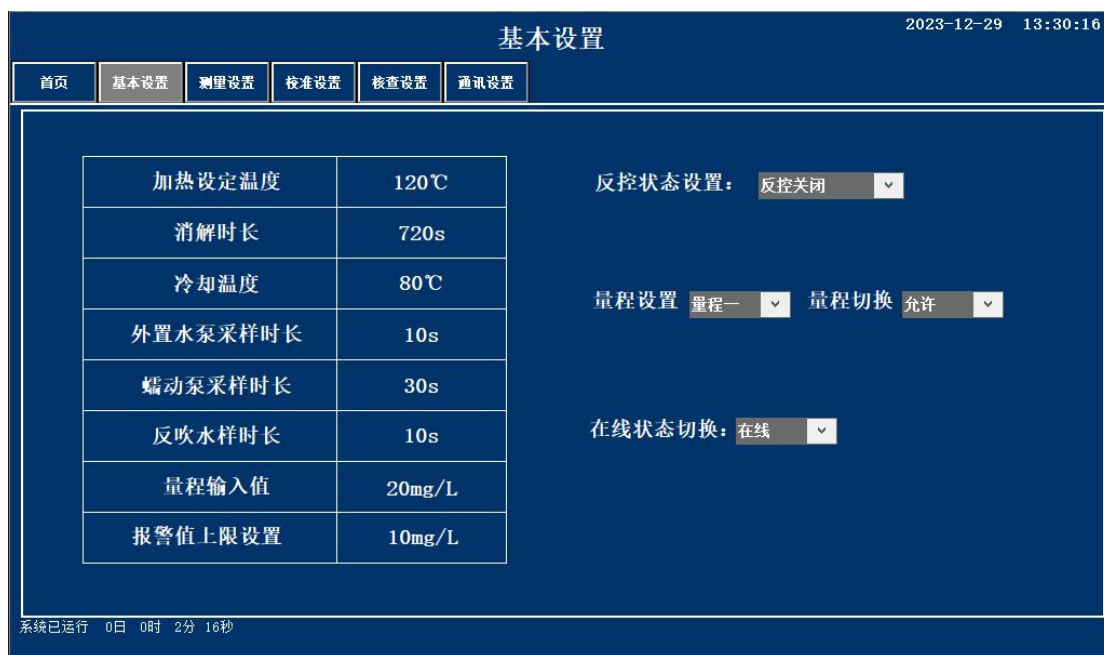 基本设置
2023-12-29 13:30:16
首页 基本设置 测量设置 校准设置 核查设置 通讯设置
加热设定温度 120℃
消解时长 720s
冷却温度 80℃
外置水泵采样时长 10s
蠕动泵采样时长 30s
反吹水样时长 10s
量程输入值 20mg/L
报警值上限设置 10mg/L
反控状态设置： 反控关闭
量程设置 量程一 量程切换 允许
在线状态切换： 在线
系统已运行 0日 0时 2分 16秒